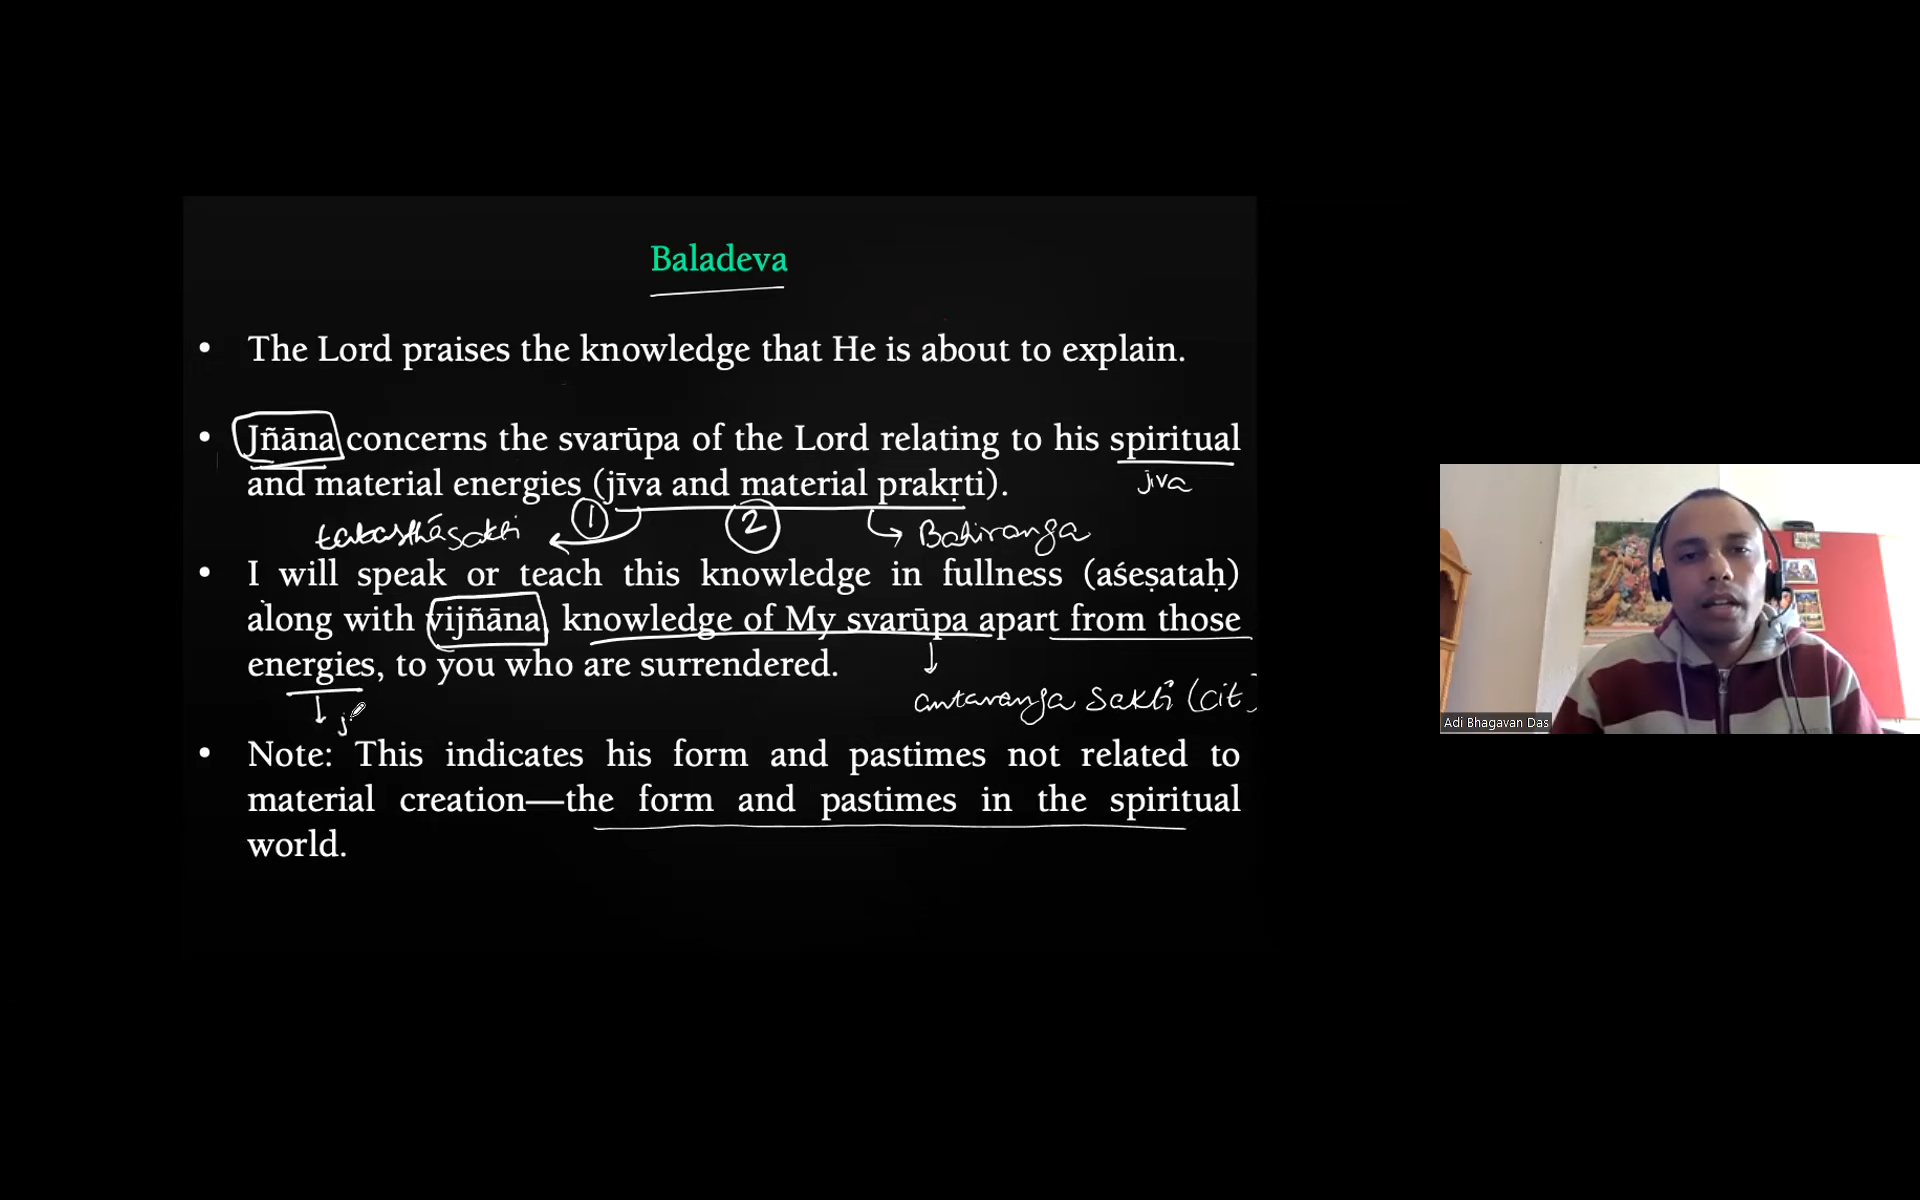 Baladeva
• The Lord praises the knowledge that He is about to explain.
• Jñāna concerns the svarūpa of the Lord relating to his spiritual
and material energies (jīva and material prakṛti).
jiva
1
2
Bahiranga
• I will speak or teach this knowledge in fullness (aśeṣataḥ)
along with vijñāna, knowledge of My svarūpa apart from those
energies, to you who are surrendered.
antaranga sakti (cit)
j
• Note: This indicates his form and pastimes not related to
material creation—the form and pastimes in the spiritual
world.
Adi Bhagavan Das